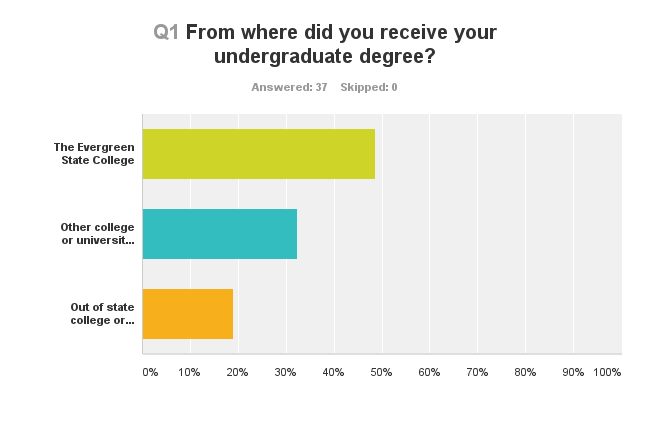 Q1 From where did you receive your
undergraduate degree?
Answered: 37 Skipped: 0
The Evergreen
State College
Other college
or universit...
Out of state
college or...
0% 10% 20% 30% 40% 50% 60% 70% 80% 90% 100%